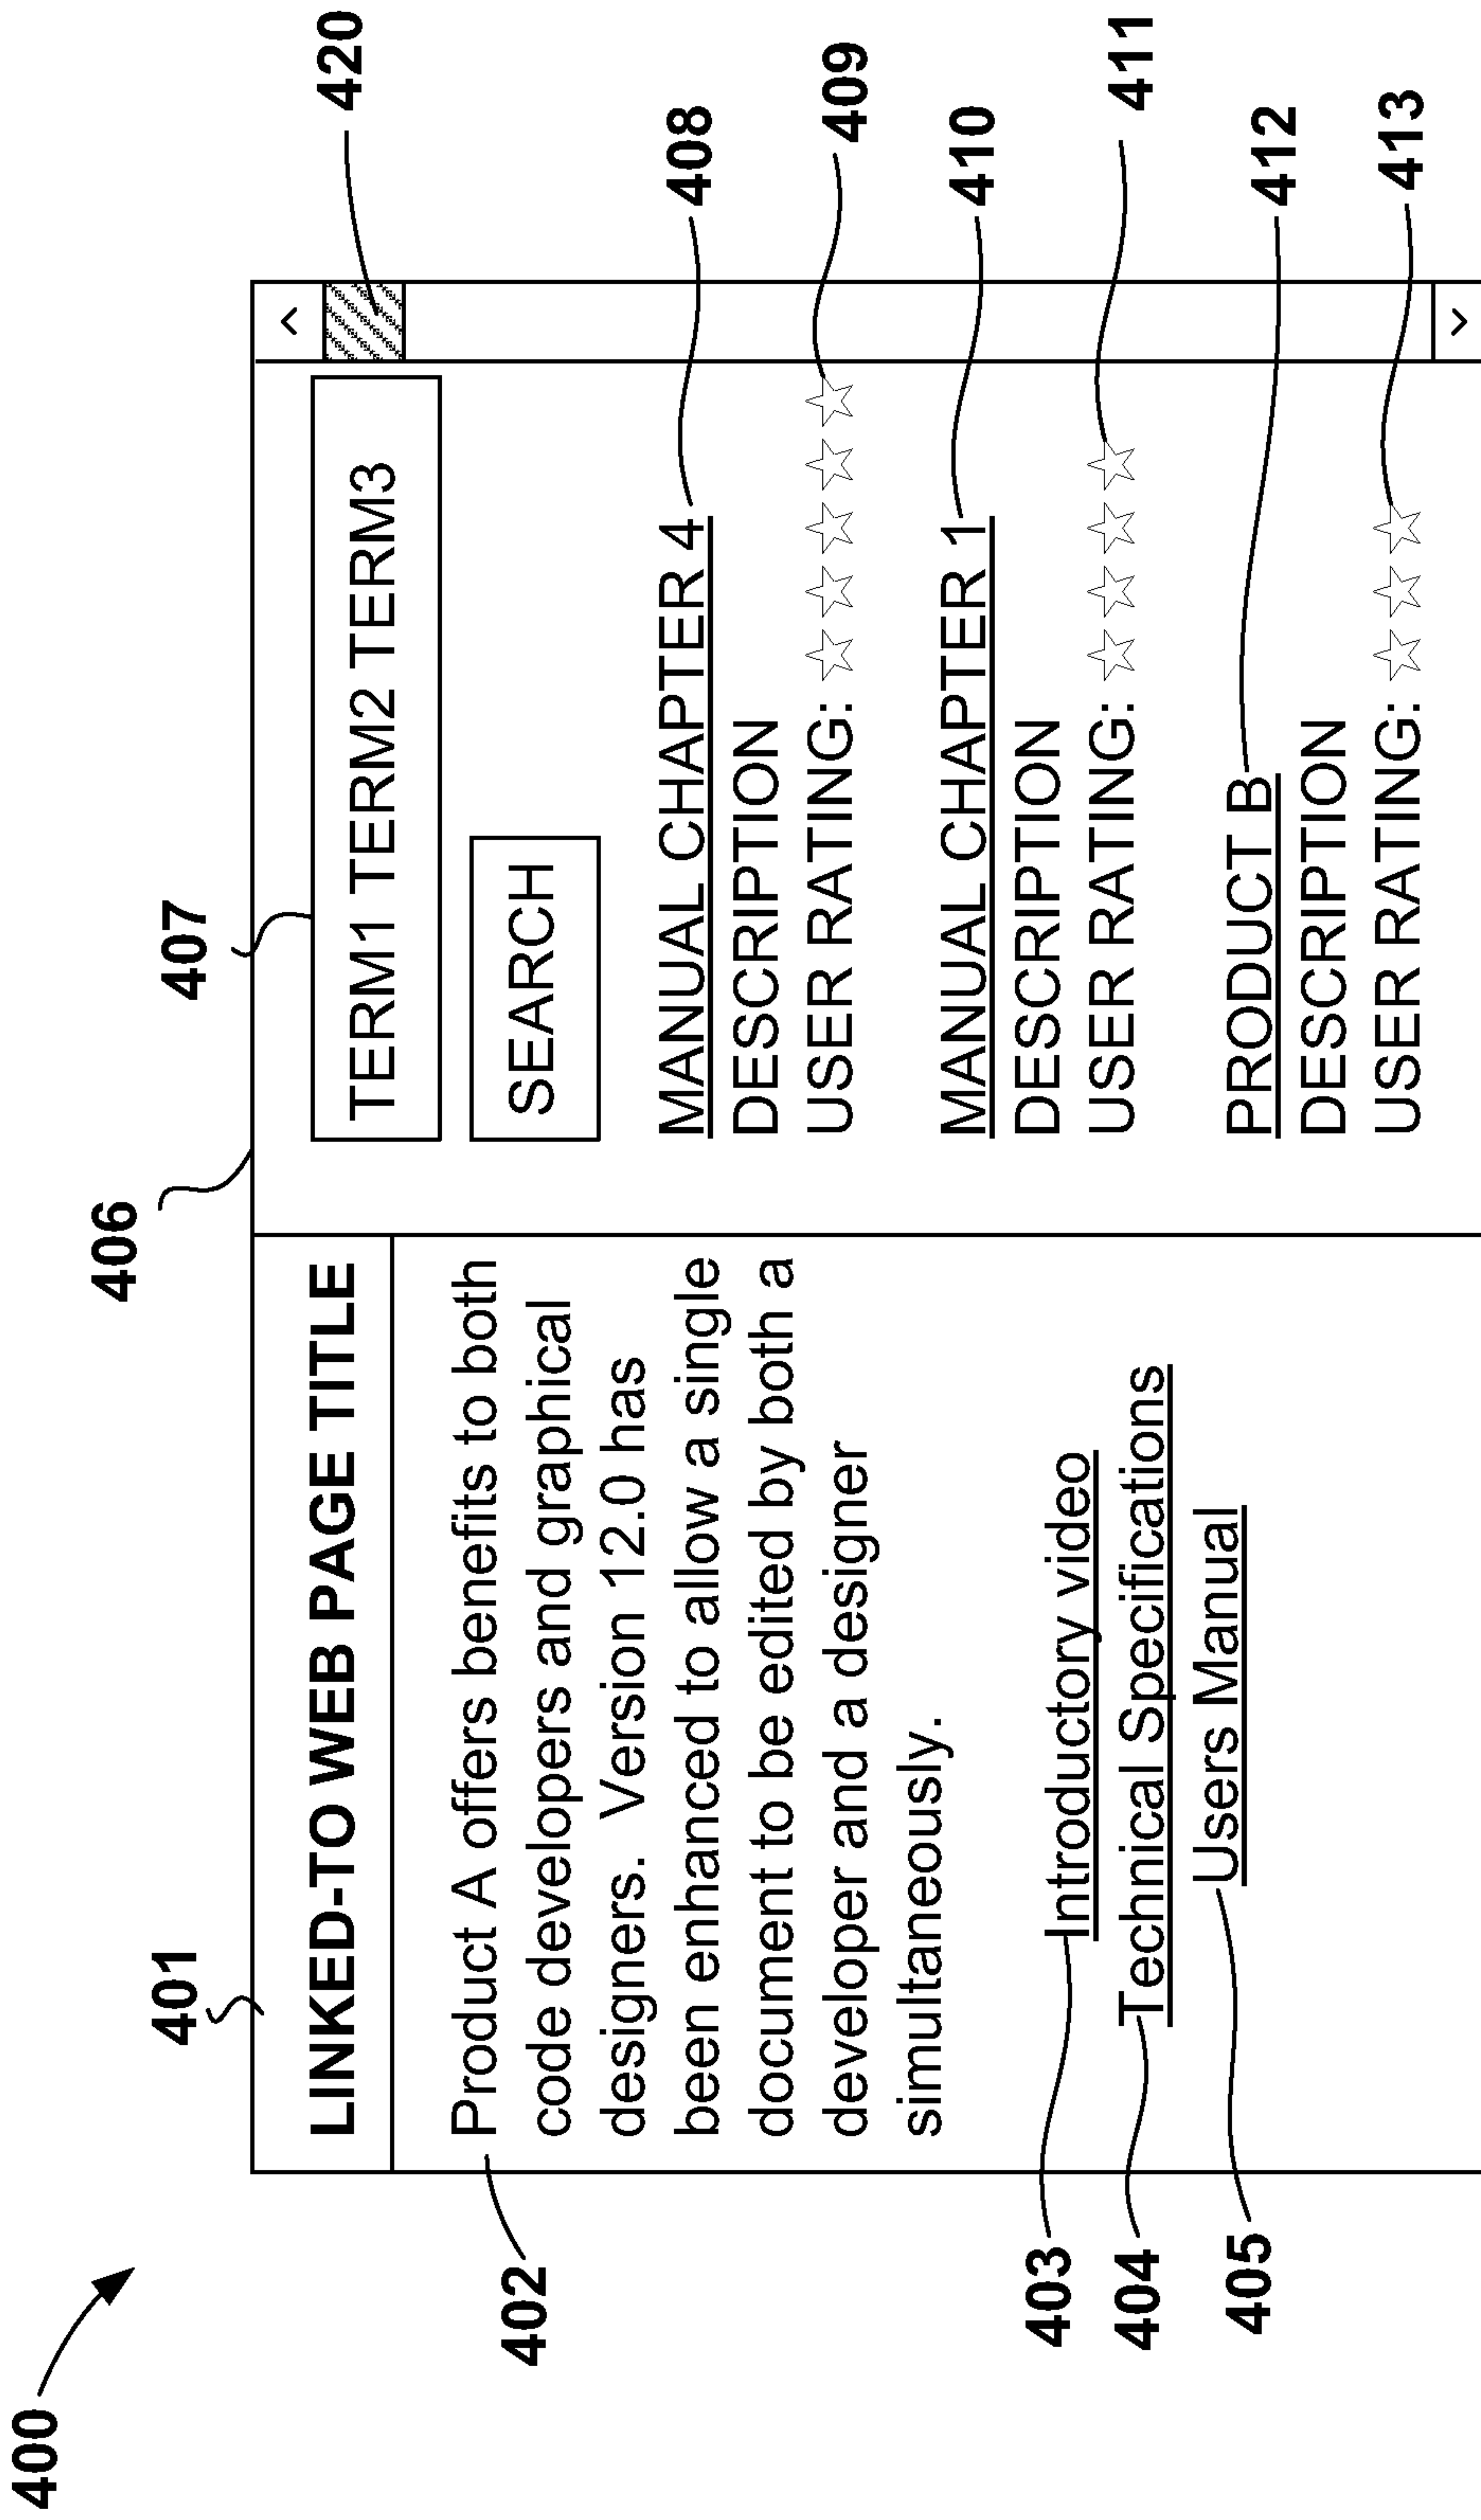 400
401
406
407
420
LINKED-TO WEB PAGE TITLE
402
Product A offers benefits to both
code developers and graphical
designers. Version 12.0 has
been enhanced to allow a single
document to be edited by both a
developer and a designer
simultaneously.
403
Introductory video
404
Technical Specifications
405
Users Manual
TERM1 TERM2 TERM3
SEARCH
MANUAL CHAPTER 4
408
DESCRIPTION
USER RATING: ☆ ☆ ☆ ☆ ☆
409
MANUAL CHAPTER 1
410
DESCRIPTION
USER RATING: ☆ ☆ ☆ ☆
411
PRODUCT B
412
DESCRIPTION
USER RATING: ☆ ☆ ☆
413